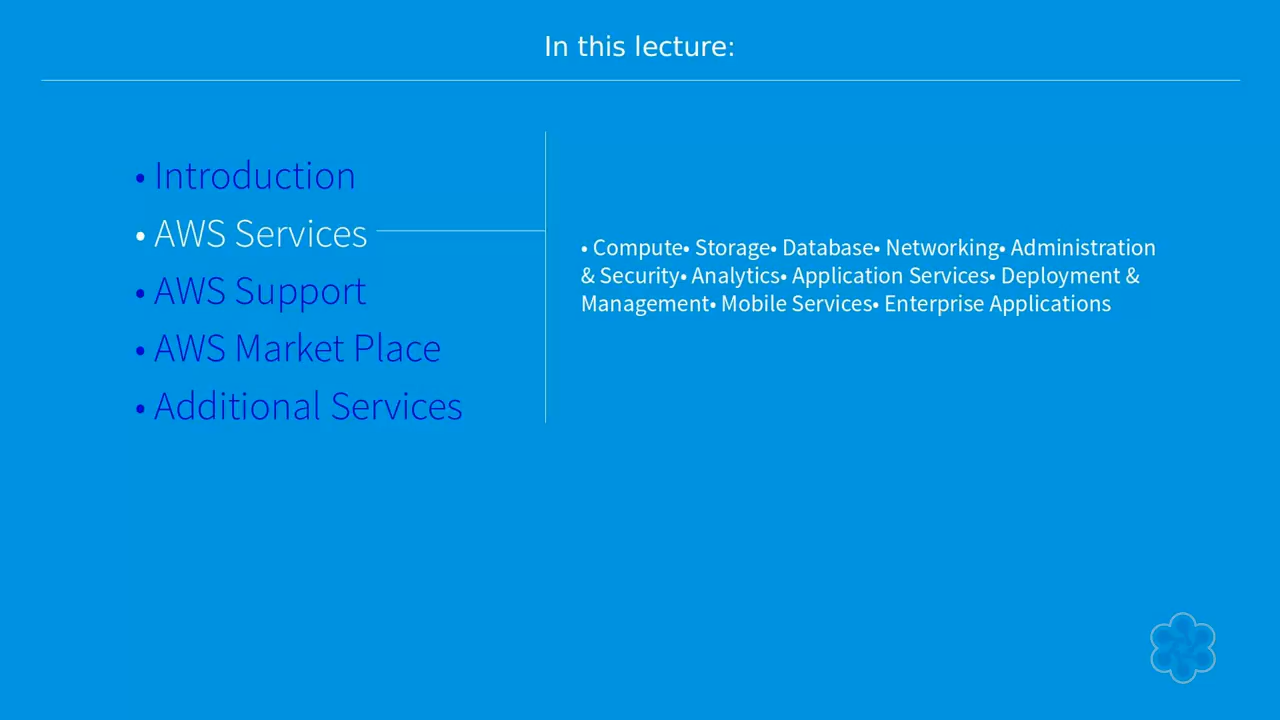 In this lecture:
• Introduction
• AWS Services
• AWS Support
• AWS Market Place
• Additional Services
• Compute• Storage• Database• Networking• Administration
& Security• Analytics• Application Services• Deployment &
Management• Mobile Services• Enterprise Applications